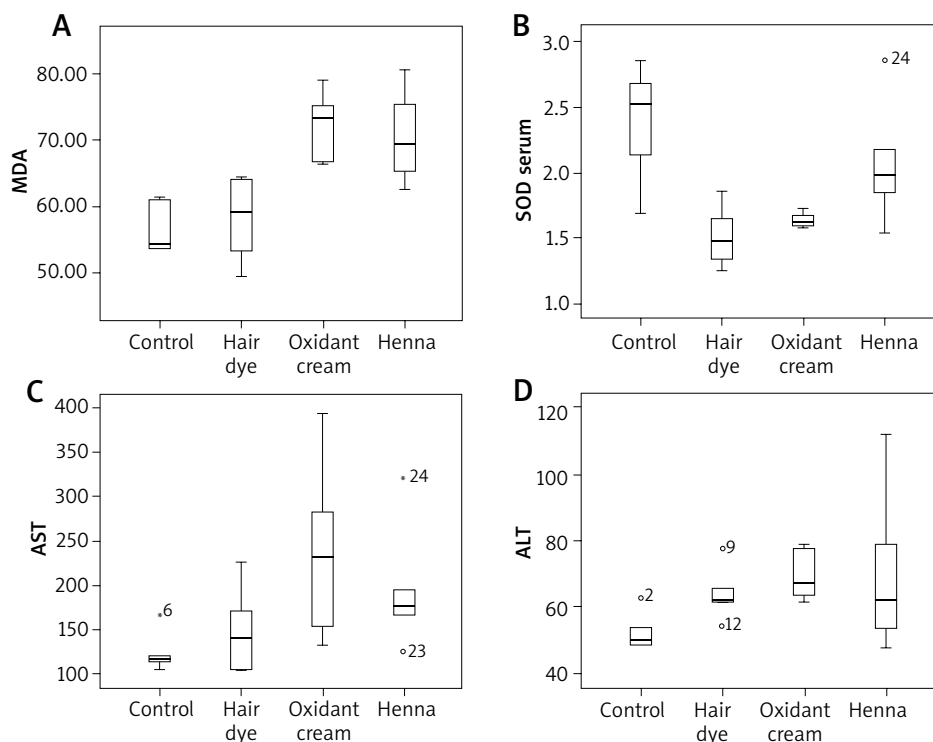 A
MDA
80.00
70.00
60.00
50.00
Control
Hair
dye
Oxidant
cream
Henna
B
SOD serum
3.0
2.5
2.0
1.5
1.0
24
Control
Hair
dye
Oxidant
cream
Henna
C
AST
400
350
300
250
200
150
100
*6
*24
23
Control
Hair
dye
Oxidant
cream
Henna
D
ALT
120
100
80
60
40
2
9
12
Control
Hair
dye
Oxidant
cream
Henna